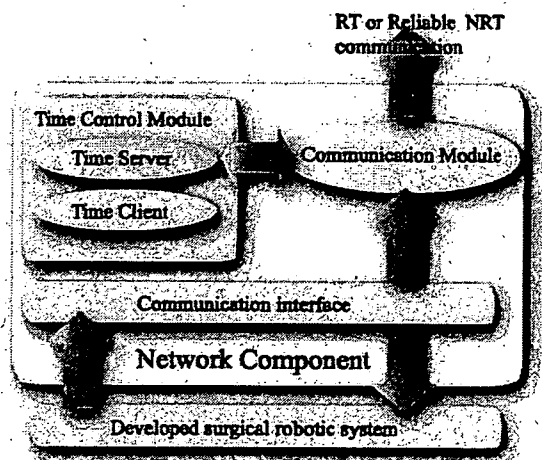 RT or Reliable NRT
communication
Time Control Module
Time Server
Communication Module
Time Client
Communication interface
Network Component
Developed surgical robotic system